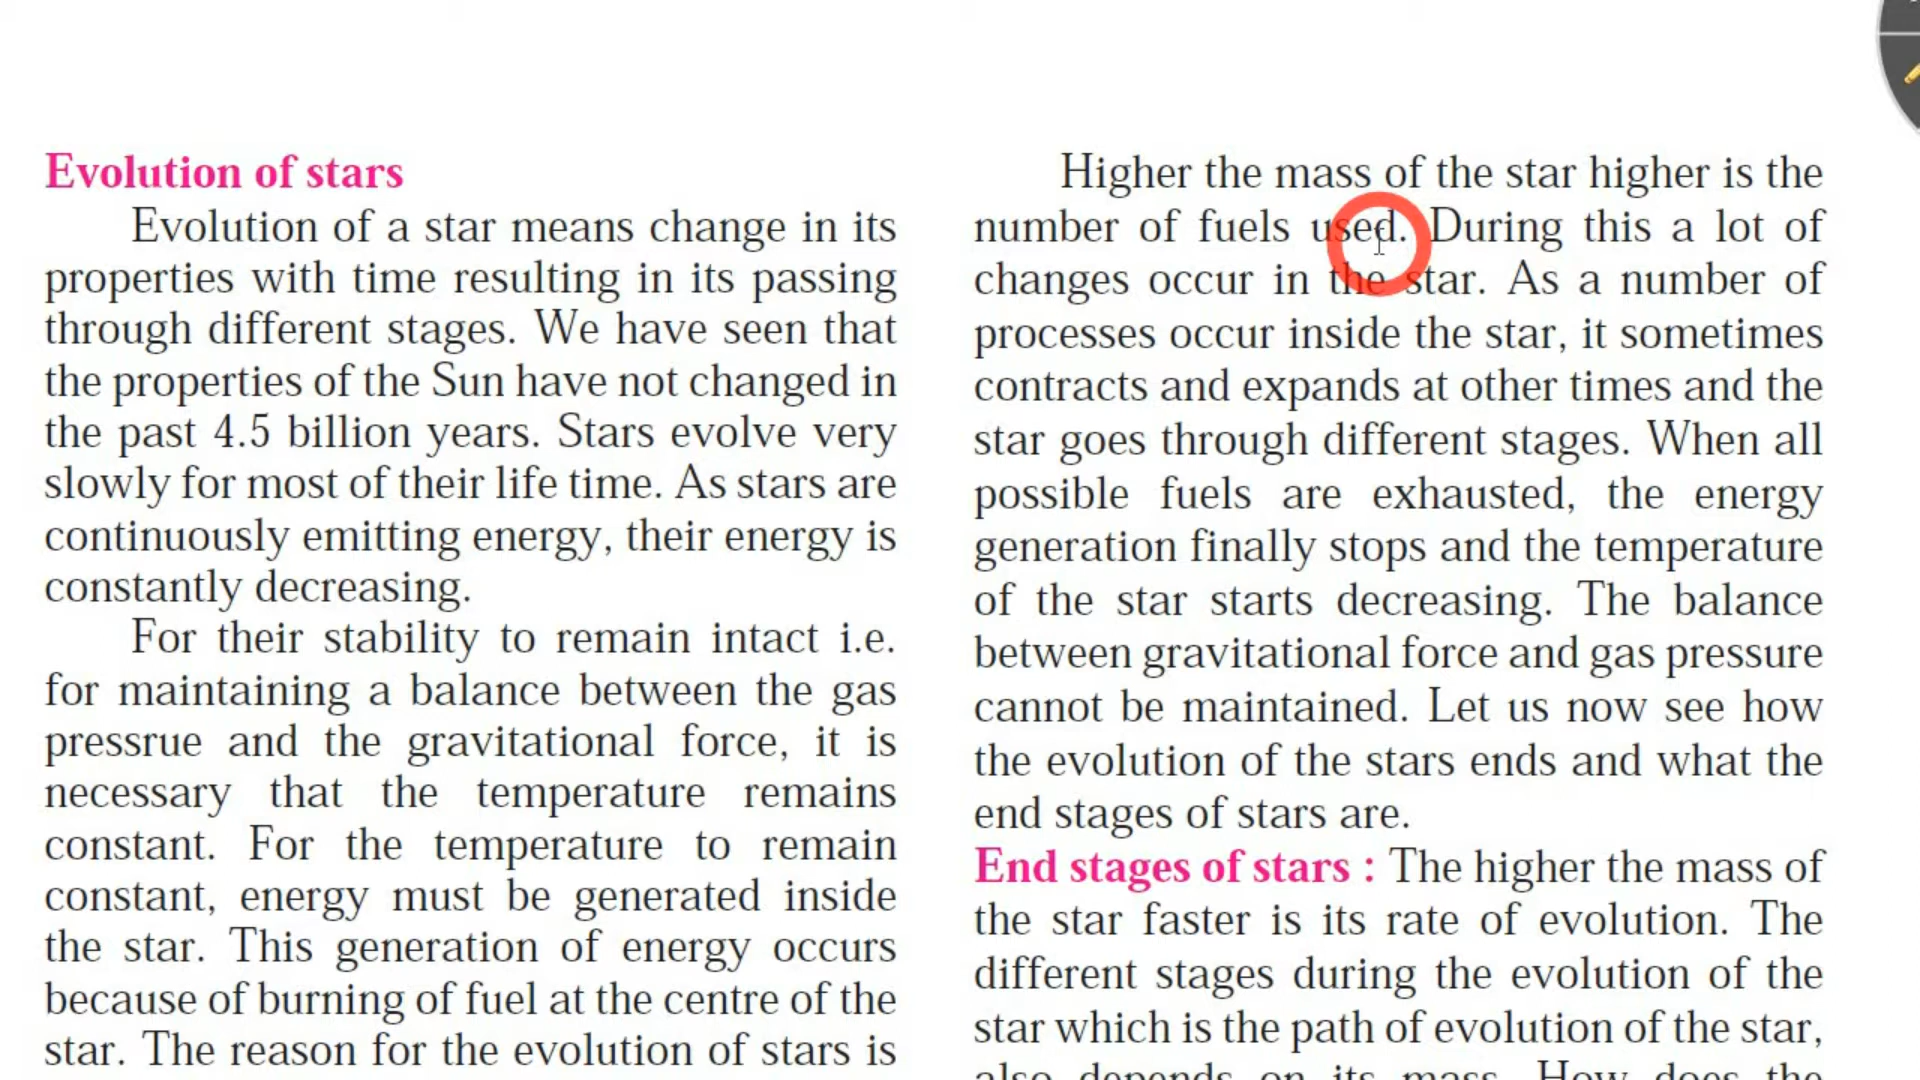 Evolution of stars
Evolution of a star means change in its
properties with time resulting in its passing
through different stages. We have seen that
the properties of the Sun have not changed in
the past 4.5 billion years. Stars evolve very
slowly for most of their life time. As stars are
continuously emitting energy, their energy is
constantly decreasing.
For their stability to remain intact i.e.
for maintaining a balance between the gas
pressrue and the gravitational force, it is
necessary that the temperature remains
constant. For the temperature to remain
constant, energy must be generated inside
the star. This generation of energy occurs
because of burning of fuel at the centre of the
star. The reason for the evolution of stars is
Higher the mass of the star higher is the
number of fuels used. During this a lot of
changes occur in the star. As a number of
processes occur inside the star, it sometimes
contracts and expands at other times and the
star goes through different stages. When all
possible fuels are exhausted, the energy
generation finally stops and the temperature
of the star starts decreasing. The balance
between gravitational force and gas pressure
cannot be maintained. Let us now see how
the evolution of the stars ends and what the
end stages of stars are.
End stages of stars : The higher the mass of
the star faster is its rate of evolution. The
different stages during the evolution of the
star which is the path of evolution of the star,
also depends on its mass. How does the